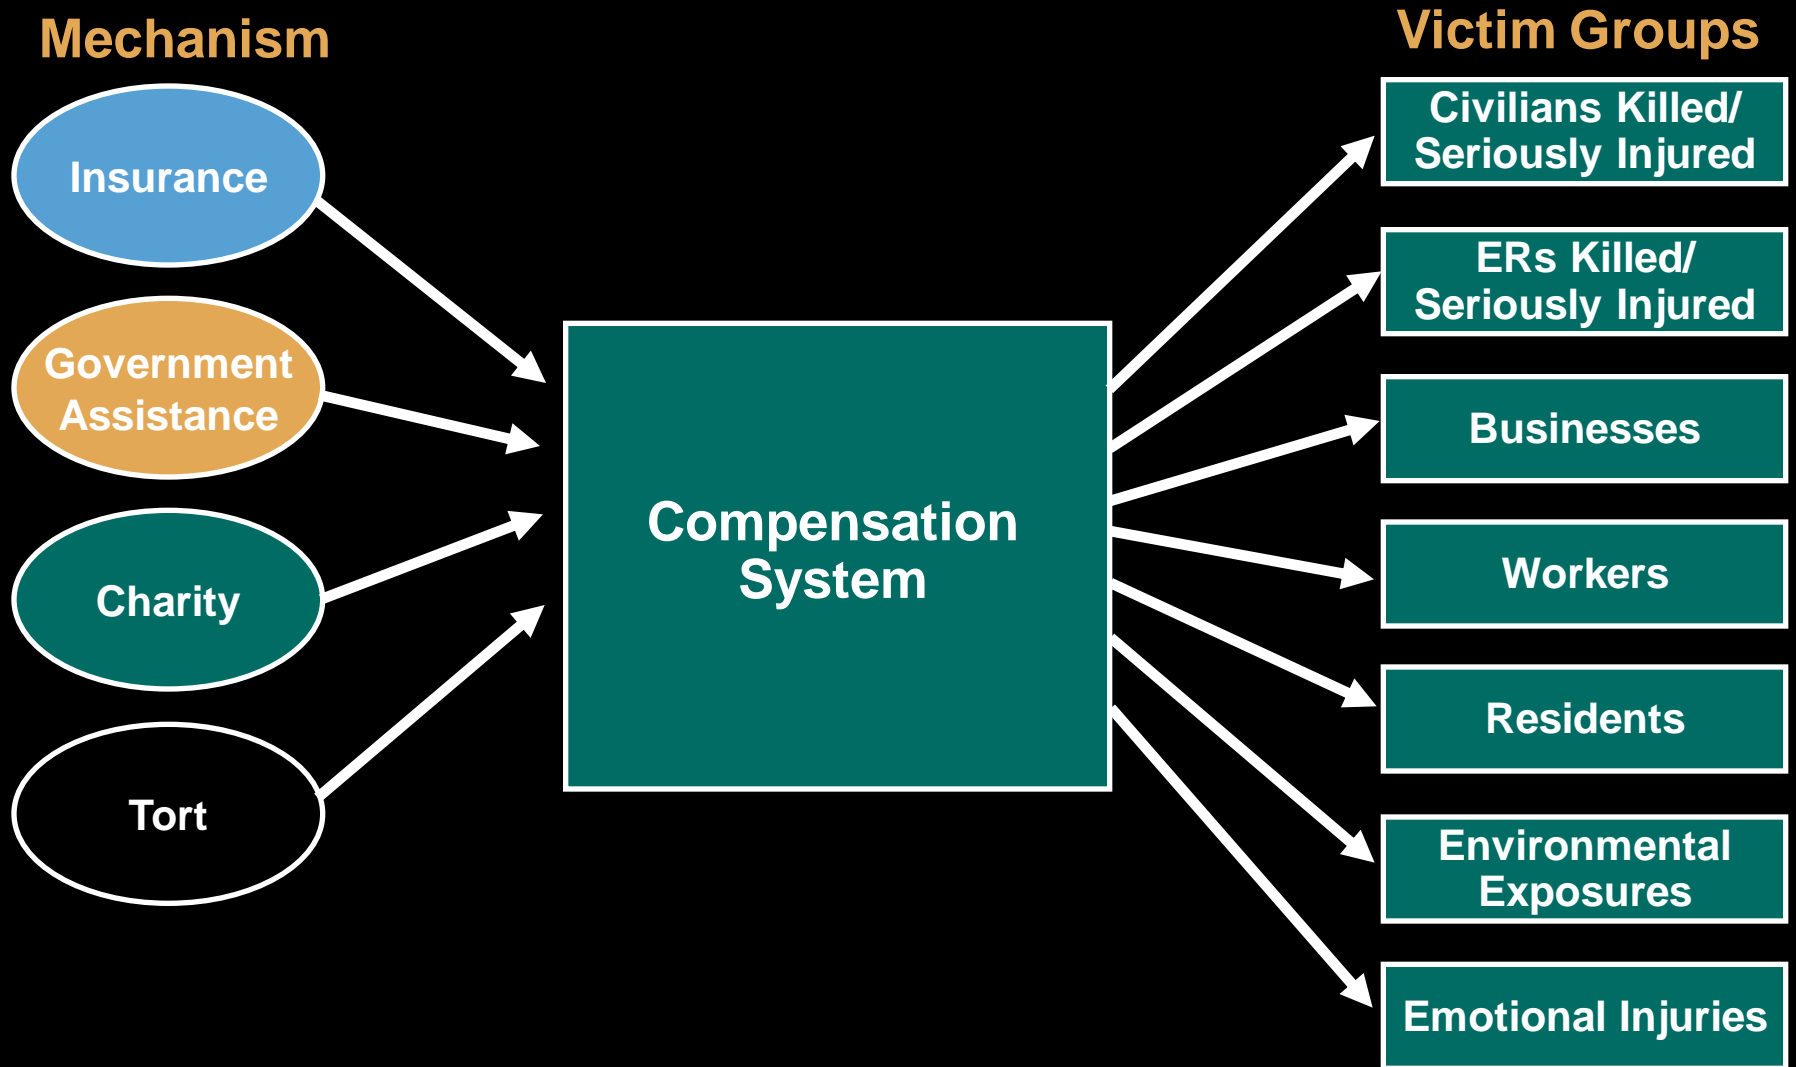 Mechanism
Insurance
Government
Assistance
Charity
Tort
Compensation
System
Victim Groups
Civilians Killed/
Seriously Injured
ERs Killed/
Seriously Injured
Businesses
Workers
Residents
Environmental
Exposures
Emotional Injuries